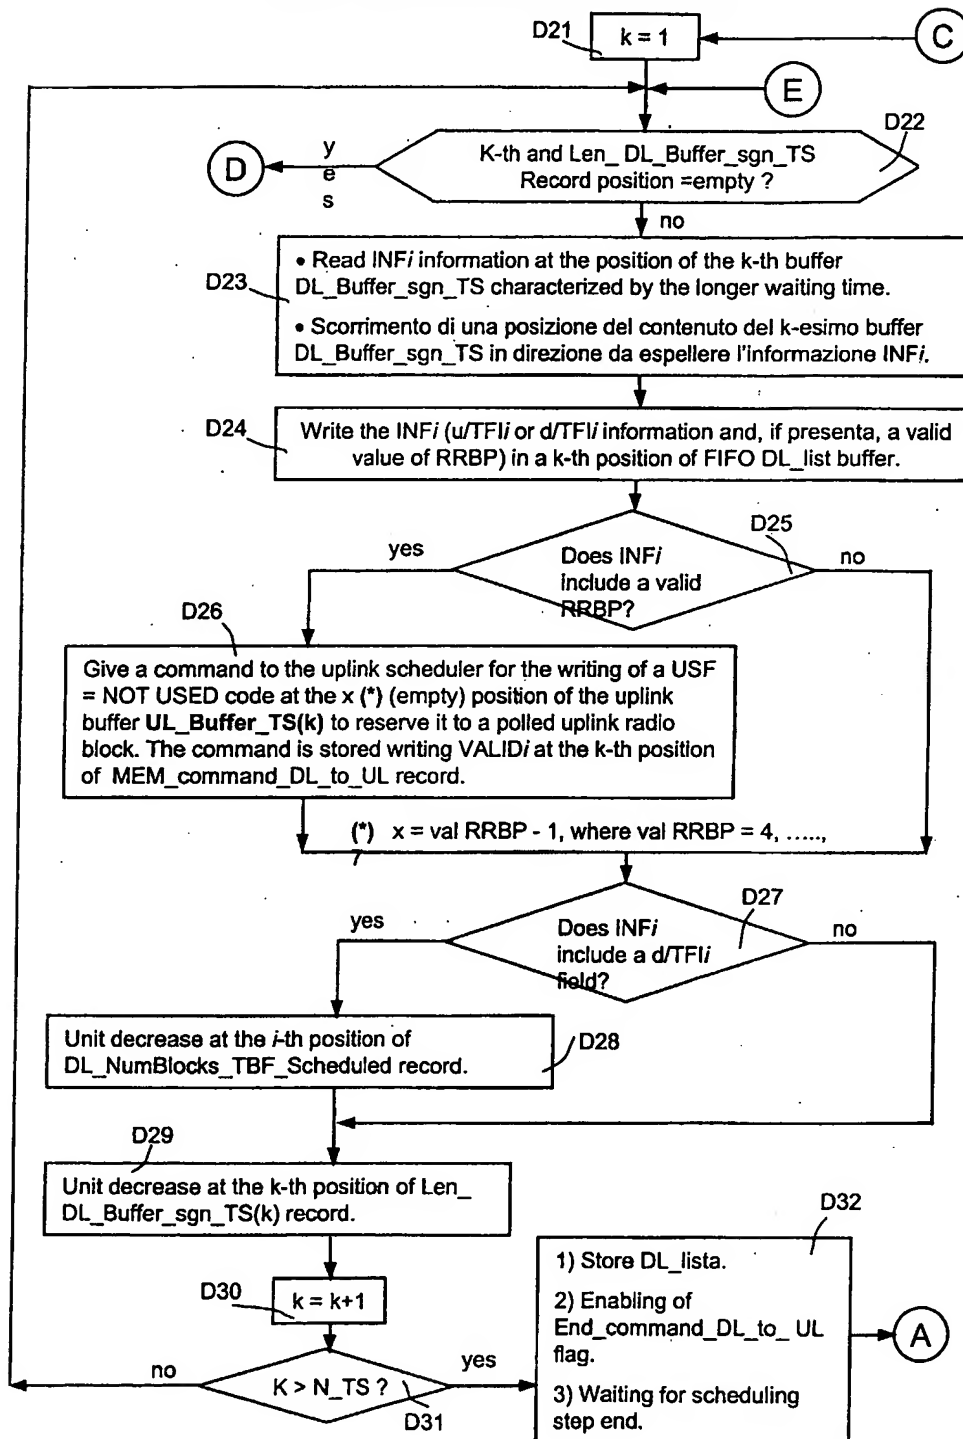 D21
k = 1
C
E
D22
D
y
e
s
K-th and Len_ DL_Buffer_sgn_TS
Record position =empty ?
no
D23
• Read INFi information at the position of the k-th buffer
DL_Buffer_sgn_TS characterized by the longer waiting time.
• Scorrimento di una posizione del contenuto del k-esimo buffer
DL_Buffer_sgn_TS in direzione da espellere l'informazione INFi.
D24
Write the INFi (u/TFIi or d/TFIi information and, if presenta, a valid
value of RRBP) in a k-th position of FIFO DL_list buffer.
D25
yes
Does INFi
include a valid
RRBP?
no
D26
Give a command to the uplink scheduler for the writing of a USF
= NOT USED code at the x (*) (empty) position of the uplink
buffer UL_Buffer_TS(k) to reserve it to a polled uplink radio
block. The command is stored writing VALIDi at the k-th position
of MEM_command_DL_to_UL record.
(*) x = val RRBP - 1, where val RRBP = 4, .....,
7
D27
yes
Does INFi
include a d/TFIi
field?
no
Unit decrease at the i-th position of
DL_NumBlocks_TBF_Scheduled record.
D28
D29
Unit decrease at the k-th position of Len_
DL_Buffer_sgn_TS(k) record.
D30
k = k+1
no
K > N_TS ?
yes
D31
D32
1) Store DL_lista.
2) Enabling of
End_command_DL_to_ UL
flag.
3) Waiting for scheduling
step end.
A